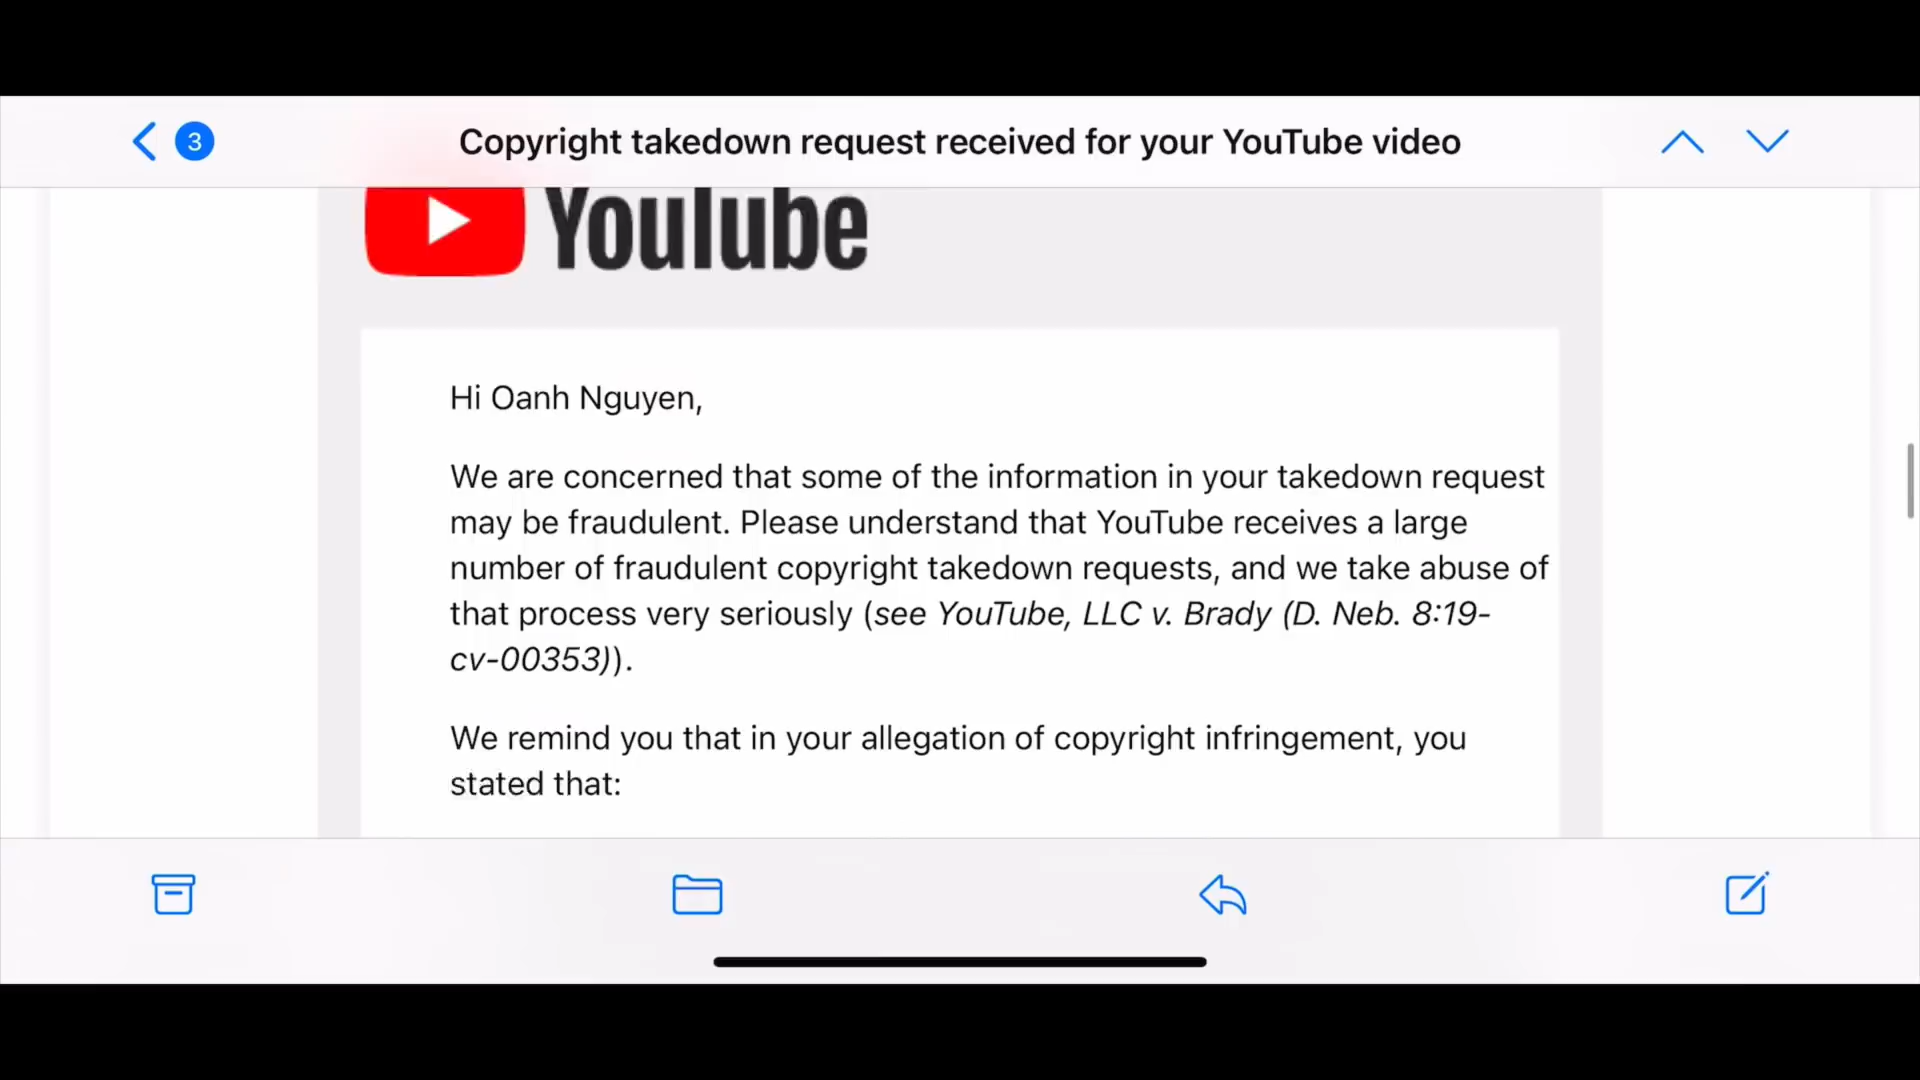 3
Copyright takedown request received for your YouTube video
YouTube
Hi Oanh Nguyen,
We are concerned that some of the information in your takedown request
may be fraudulent. Please understand that YouTube receives a large
number of fraudulent copyright takedown requests, and we take abuse of
that process very seriously (see YouTube, LLC v. Brady (D. Neb. 8:19-
cv-00353)).
We remind you that in your allegation of copyright infringement, you
stated that: